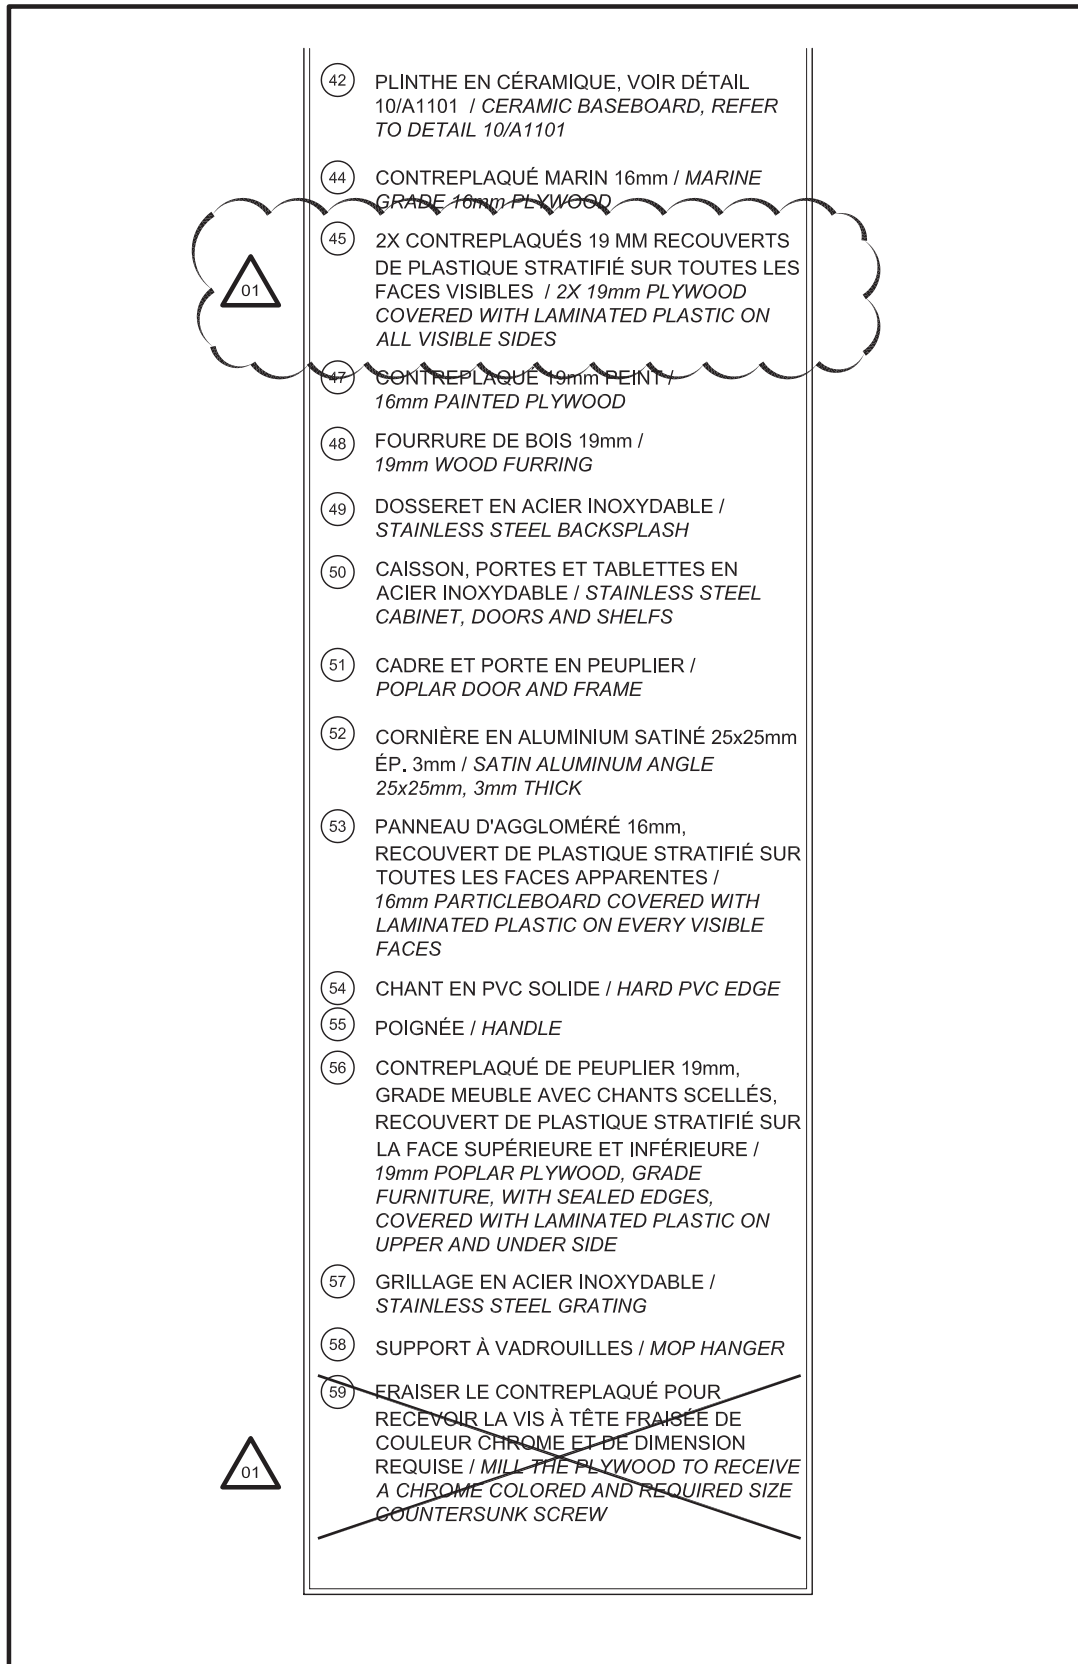 42 PLINTHE EN CÉRAMIQUE, VOIR DÉTAIL
10/A1101 / CERAMIC BASEBOARD, REFER
TO DETAIL 10/A1101
44 CONTREPLAQUÉ MARIN 16mm / MARINE
GRADE 16mm PLYWOOD
45 2X CONTREPLAQUÉS 19 MM RECOUVERTS
DE PLASTIQUE STRATIFIÉ SUR TOUTES LES
01 FACES VISIBLES / 2X 19mm PLYWOOD
COVERED WITH LAMINATED PLASTIC ON
ALL VISIBLE SIDES
47 CONTREPLAQUÉ 19mm PEINT /
16mm PAINTED PLYWOOD
48 FOURRURE DE BOIS 19mm /
19mm WOOD FURRING
49 DOSSERET EN ACIER INOXYDABLE /
STAINLESS STEEL BACKSPLASH
50 CAISSON, PORTES ET TABLETTES EN
ACIER INOXYDABLE / STAINLESS STEEL
CABINET, DOORS AND SHELFS
51 CADRE ET PORTE EN PEUPLIER /
POPLAR DOOR AND FRAME
52 CORNIÈRE EN ALUMINIUM SATINÉ 25x25mm
ÉP. 3mm / SATIN ALUMINUM ANGLE
25x25mm, 3mm THICK
53 PANNEAU D'AGGLOMÉRÉ 16mm,
RECOUVERT DE PLASTIQUE STRATIFIÉ SUR
TOUTES LES FACES APPARENTES /
16mm PARTICLEBOARD COVERED WITH
LAMINATED PLASTIC ON EVERY VISIBLE
FACES
54 CHANT EN PVC SOLIDE / HARD PVC EDGE
55 POIGNÉE / HANDLE
56 CONTREPLAQUÉ DE PEUPLIER 19mm,
GRADE MEUBLE AVEC CHANTS SCELLÉS,
RECOUVERT DE PLASTIQUE STRATIFIÉ SUR
LA FACE SUPÉRIEURE ET INFÉRIEURE /
19mm POPLAR PLYWOOD, GRADE
FURNITURE, WITH SEALED EDGES,
COVERED WITH LAMINATED PLASTIC ON
UPPER AND UNDER SIDE
57 GRILLAGE EN ACIER INOXYDABLE /
STAINLESS STEEL GRATING
58 SUPPORT À VADROUILLES / MOP HANGER
59 FRAISER LE CONTREPLAQUÉ POUR
RECEVOIR LA VIS À TÊTE FRAISÉE DE
COULEUR CHROME ET DE DIMENSION
01 REQUISE / MILL THE PLYWOOD TO RECEIVE
A CHROME COLORED AND REQUIRED SIZE
COUNTERSUNK SCREW